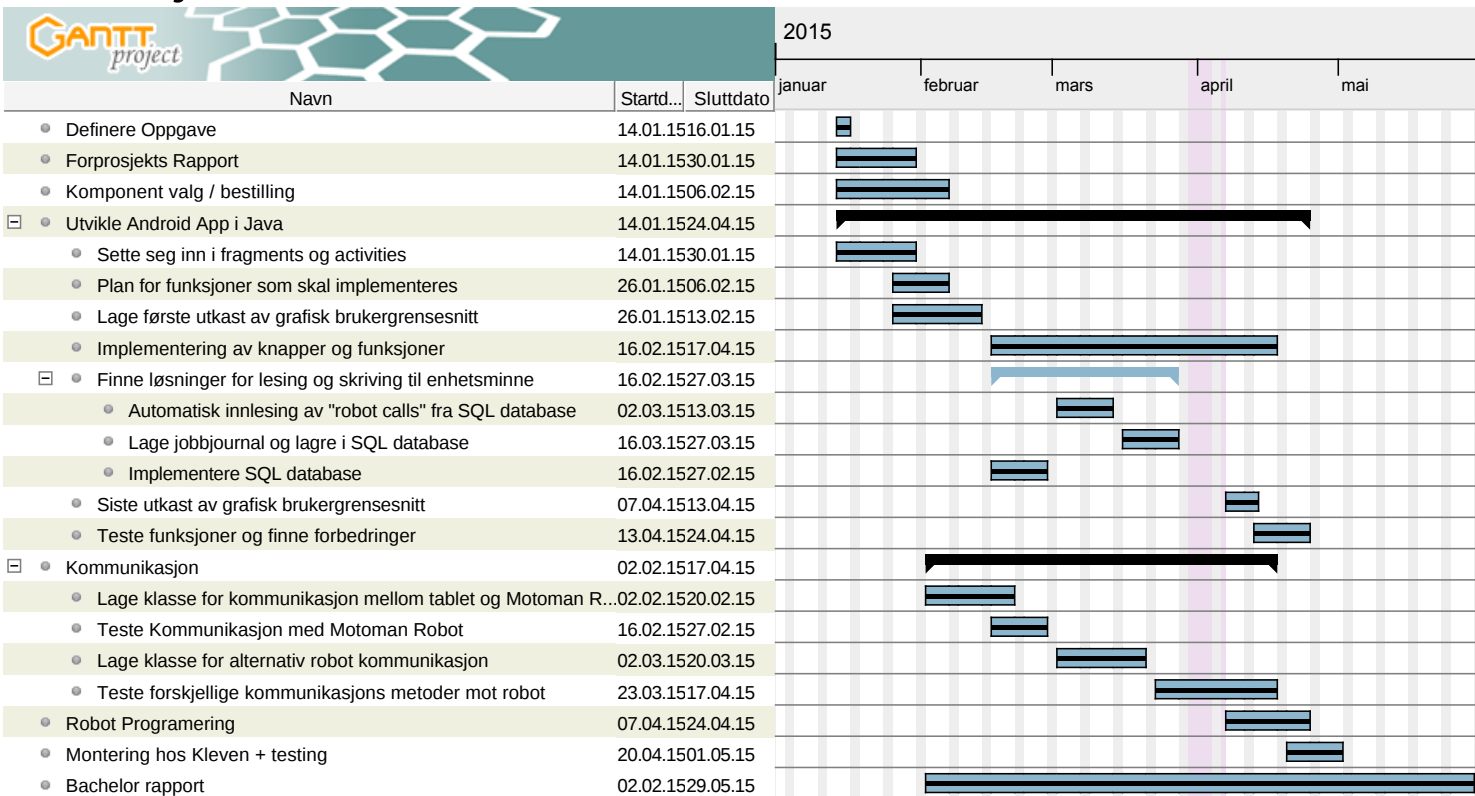 GANTT
project
2015
januar februar mars april mai
Navn Startd... Sluttdato
Definere Oppgave 14.01.15 16.01.15
Forprosjekts Rapport 14.01.15 30.01.15
Komponent valg / bestilling 14.01.15 06.02.15
Utvikle Android App i Java 14.01.15 24.04.15
Sette seg inn i fragments og activities 14.01.15 30.01.15
Plan for funksjoner som skal implementeres 26.01.15 06.02.15
Lage første utkast av grafisk brukergrensesnitt 26.01.15 13.02.15
Implementering av knapper og funksjoner 16.02.15 17.04.15
Finne løsninger for lesing og skriving til enhetsminne 16.02.15 27.03.15
Automatisk innlesing av "robot calls" fra SQL database 02.03.15 13.03.15
Lage jobbjournal og lagre i SQL database 16.03.15 27.03.15
Implementere SQL database 16.02.15 27.02.15
Siste utkast av grafisk brukergrensesnitt 07.04.15 13.04.15
Teste funksjoner og finne forbedringer 13.04.15 24.04.15
Kommunikasjon 02.02.15 17.04.15
Lage klasse for kommunikasjon mellom tablet og Motoman R... 02.02.15 20.02.15
Teste Kommunikasjon med Motoman Robot 16.02.15 27.02.15
Lage klasse for alternativ robot kommunikasjon 02.03.15 20.03.15
Teste forskjellige kommunikasjons metoder mot robot 23.03.15 17.04.15
Robot Programering 07.04.15 24.04.15
Montering hos Kleven + testing 20.04.15 01.05.15
Bachelor rapport 02.02.15 29.05.15